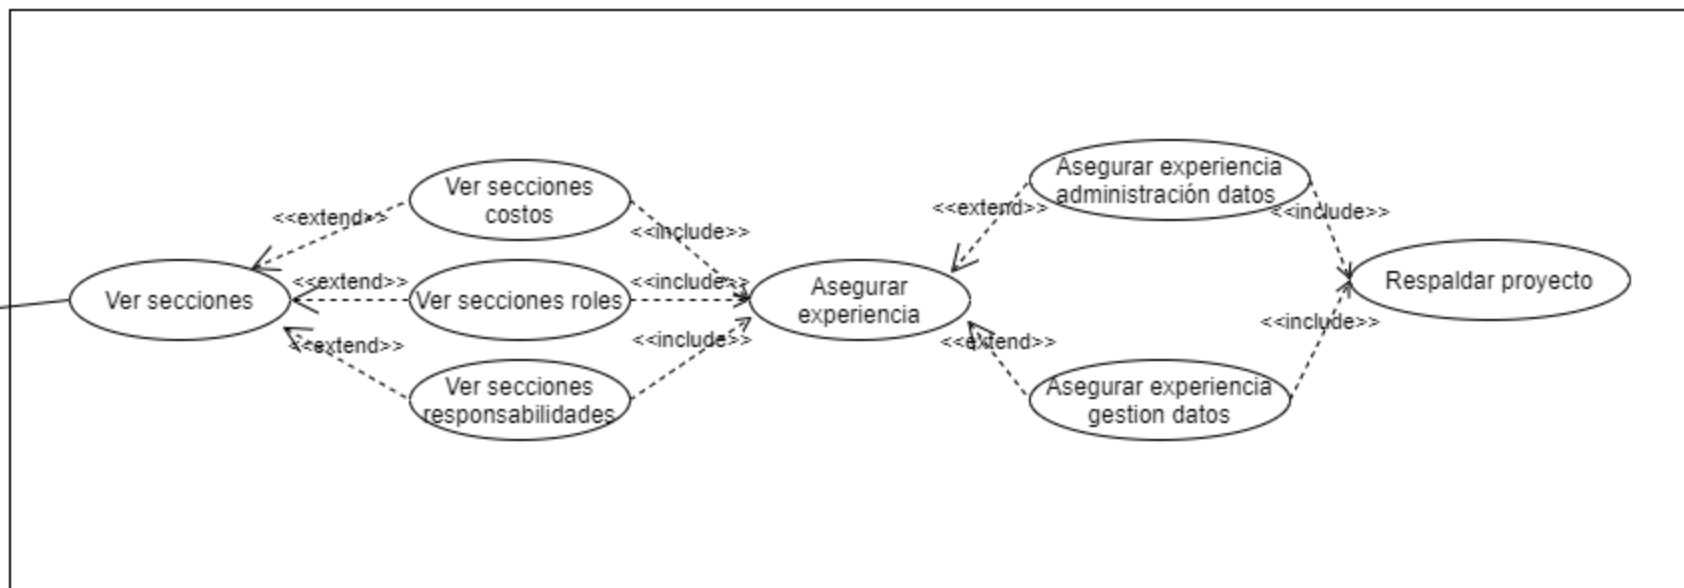 Ver secciones
<<extend>>
<<extend>>
<<extend>>
Ver secciones
costos
Ver secciones roles
Ver secciones
responsabilidades
<<include>>
<<include>>
<<include>>
Asegurar
experiencia
<<extend>>
<<extend>>
Asegurar experiencia
administración datos
Asegurar experiencia
gestion datos
<<include>>
<<include>>
Respaldar proyecto